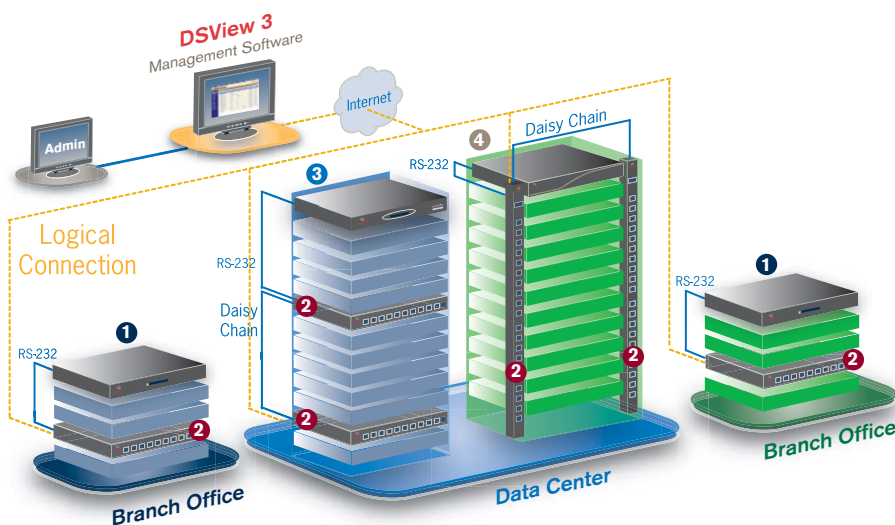 DSView 3
Management Software
Internet
Admin
Daisy Chain
4
RS-232
3
Logical
Connection
RS-232
1
RS-232
Daisy
Chain
2
1
RS-232
2
2
2
2
2
2
Branch Office
Data Center
Branch Office